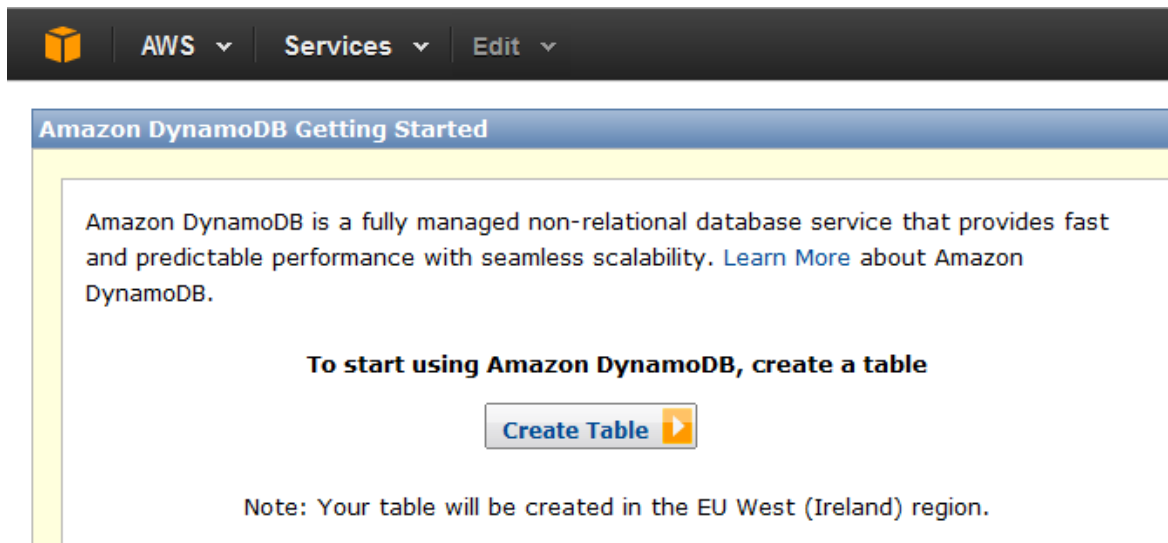 AWS Services Edit
Amazon DynamoDB Getting Started
Amazon DynamoDB is a fully managed non-relational database service that provides fast
and predictable performance with seamless scalability. Learn More about Amazon
DynamoDB.
To start using Amazon DynamoDB, create a table
Create Table
Note: Your table will be created in the EU West (Ireland) region.